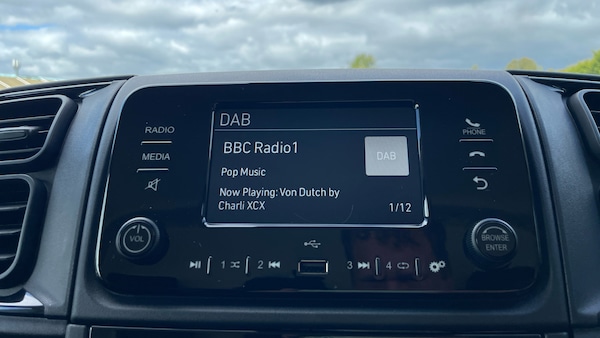 DAB
BBC Radio1
DAB
Pop Music
Now Playing: Von Dutch by
Charli XCX
1/12
RADIO
MEDIA
VOL
PHONE
BROWSE
ENTER
1
2
3
4